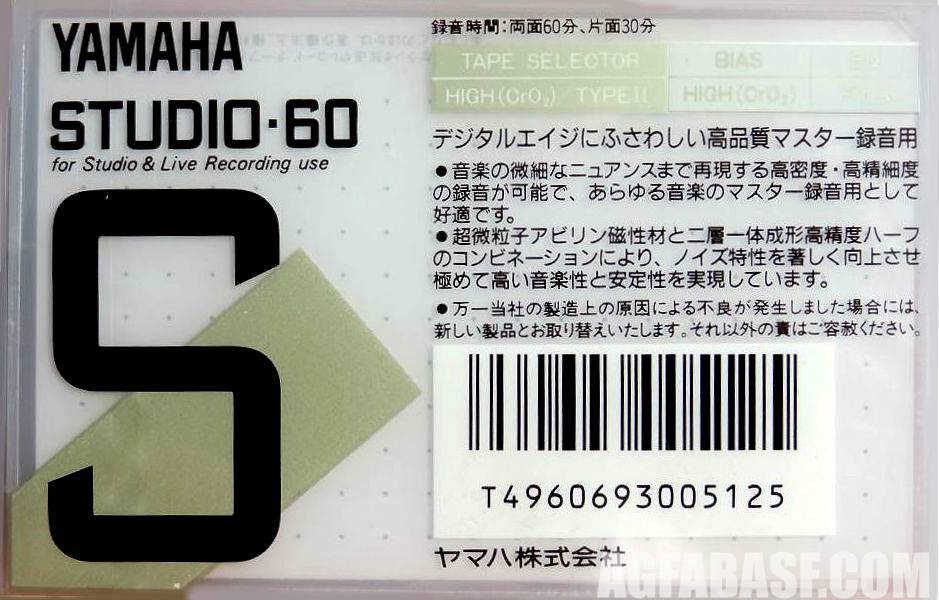 YAMAHA
STUDIO·60
for Studio & Live Recording use
S
録音時間:両面60分、片面30分
TAPE SELECTOR BIAS
HIGH(CrO₂) TYPE II HIGH(CrO₂)
デジタルエイジにふさわしい高品質マスター録音用
●音楽の微細なニュアンスまで再現する高密度・高精細度
の録音が可能で、あらゆる音楽のマスター録音用として
好適です。
●超微粒子アビリン磁性材と二層一体成形高精度ハーフ
のコンビネーションにより、ノイズ特性を著しく向上させ
極めて高い音楽性と安定性を実現しています。
●万一当社の製造上の原因による不良が発生しました場合には、
新しい製品とお取り替えいたします。それ以外の責はご容赦ください。
T4960693005125
ヤマハ株式会社
AGFABASF.COM